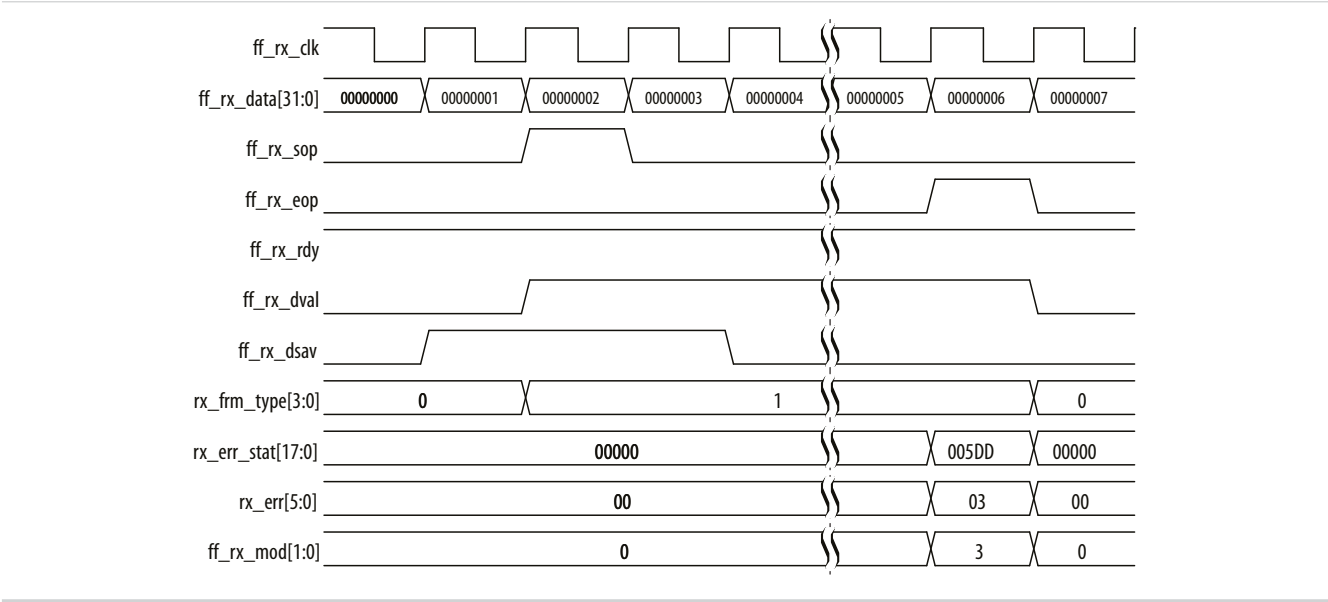 ff_rx_clk
ff_rx_data[31:0] 00000000 00000001 00000002 00000003 00000004 00000005 00000006 00000007
ff_rx_sop
ff_rx_eop
ff_rx_rdy
ff_rx_dval
ff_rx_dsav
rx_frm_type[3:0] 0 1 0
rx_err_stat[17:0] 00000 005DD 00000
rx_err[5:0] 00 03 00
ff_rx_mod[1:0] 0 3 0